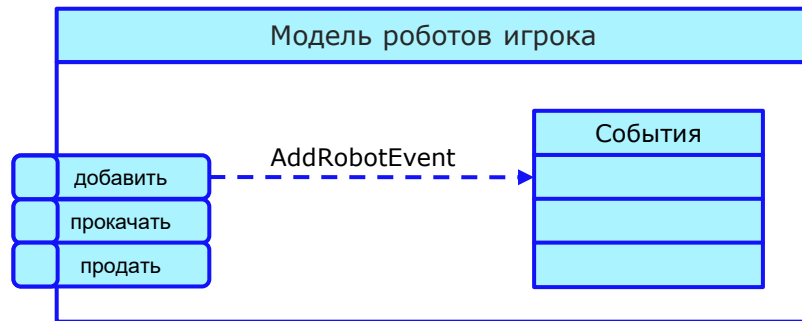 Модель роботов игрока
События
AddRobotEvent
добавить
прокачать
продать